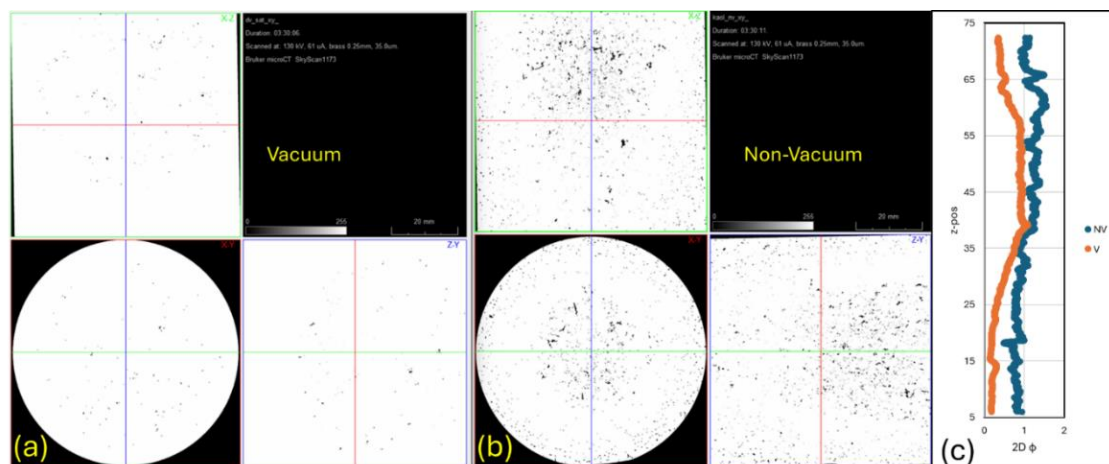 X-Z
Duration: 03:30:06
Scanned at: 130 kV, 61 uA, brass 0.25mm, 35.0um
Bruker microCT SkyScan1173
Vacuum
0 255 20 mm
X-Y
Z-Y
(a)
X-Z
Duration: 03:30:11
Scanned at: 130 kV, 61 uA, brass 0.25mm, 35.0um
Bruker microCT SkyScan1173
Non-Vacuum
0 255 20 mm
X-Y
Z-Y
(b)
75
65
55
45
35
25
15
5
z-pos
0 1 2
2D ϕ
NV
V
(c)